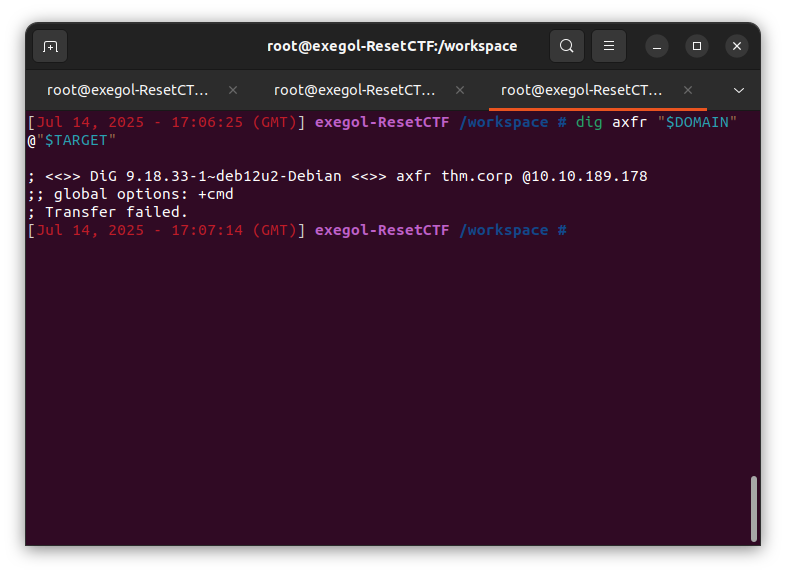 root@exegol-ResetCTF:/workspace
root@exegol-ResetCT…
root@exegol-ResetCT…
root@exegol-ResetCT…
[Jul 14, 2025 - 17:06:25 (GMT)] exegol-ResetCTF /workspace # dig axfr "$DOMAIN"
@"$TARGET"
; <<>> DiG 9.18.33-1~deb12u2-Debian <<>> axfr thm.corp @10.10.189.178
;; global options: +cmd
; Transfer failed.
[Jul 14, 2025 - 17:07:14 (GMT)] exegol-ResetCTF /workspace #